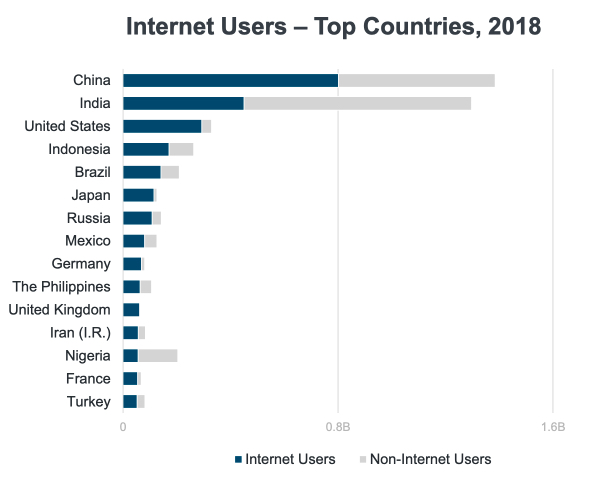 Internet Users – Top Countries, 2018
China
India
United States
Indonesia
Brazil
Japan
Russia
Mexico
Germany
The Philippines
United Kingdom
Iran (I.R.)
Nigeria
France
Turkey
0 0.8B 1.6B
Internet Users Non-Internet Users